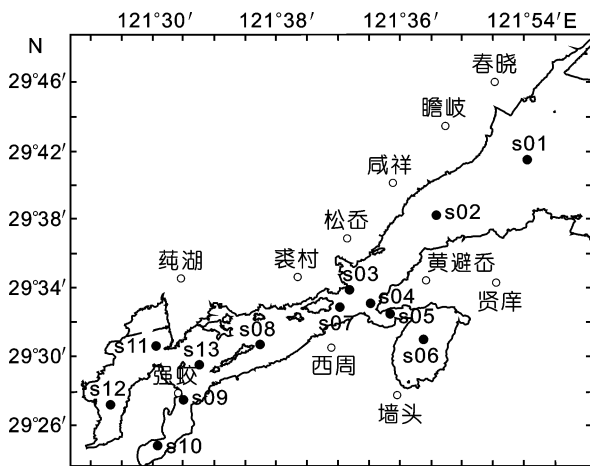 121°30′ 121°38′ 121°36′ 121°54′ E
N
春晓
29°46′
瞻岐
29°42′
s01
咸祥
29°38′
松岙
s02
莼湖
裘村
黄避岙
29°34′
s03
贤庠
s04
s08
s07
s05
s11
s13
29°30′
西周
s06
强蛟
s12
s09
墙头
29°26′
s10